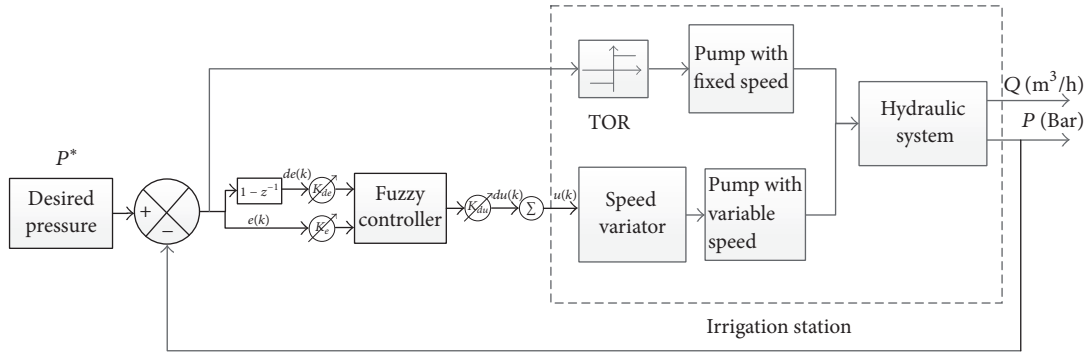 P*
Desired
pressure
+
−
1 − z⁻¹
de(k)
K_de
e(k)
K_e
Fuzzy
controller
K_du
du(k)
Σ
u(k)
TOR
Pump with
fixed speed
Speed
variator
Pump with
variable
speed
Hydraulic
system
Q (m³/h)
P (Bar)
Irrigation station